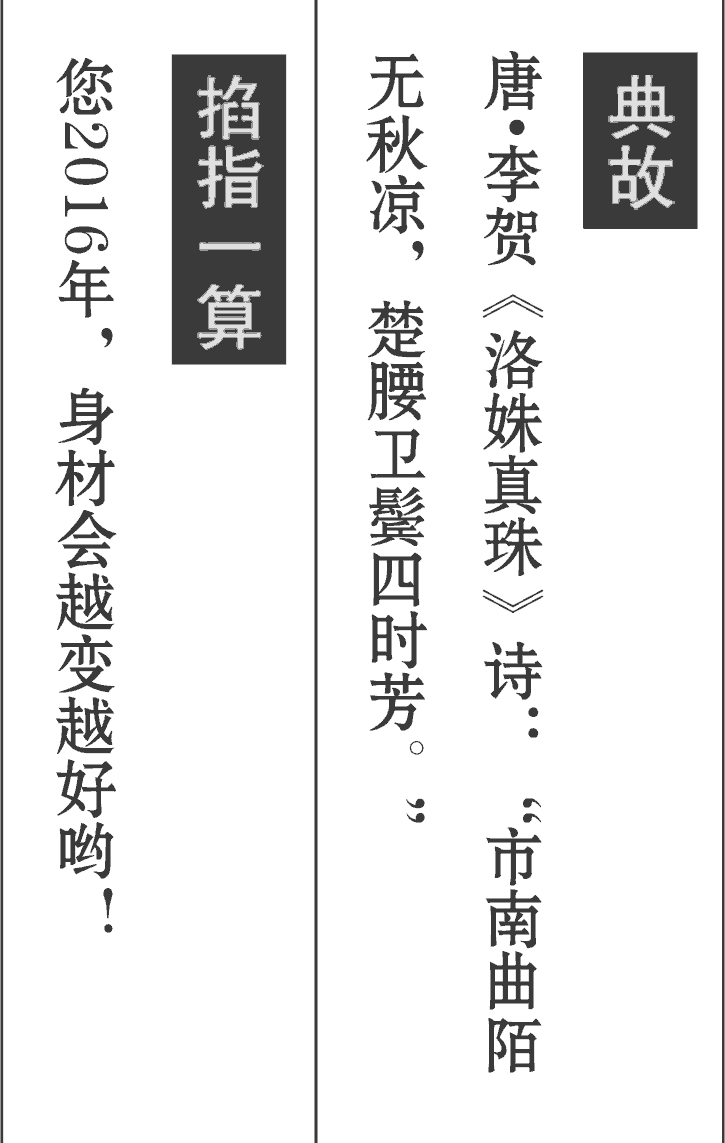 典故
唐·李贺《洛姝真珠》诗：“市南曲陌
无秋凉，楚腰卫鬓四时芳。”
掐指一算
您2016年，身材会越变越好哟！